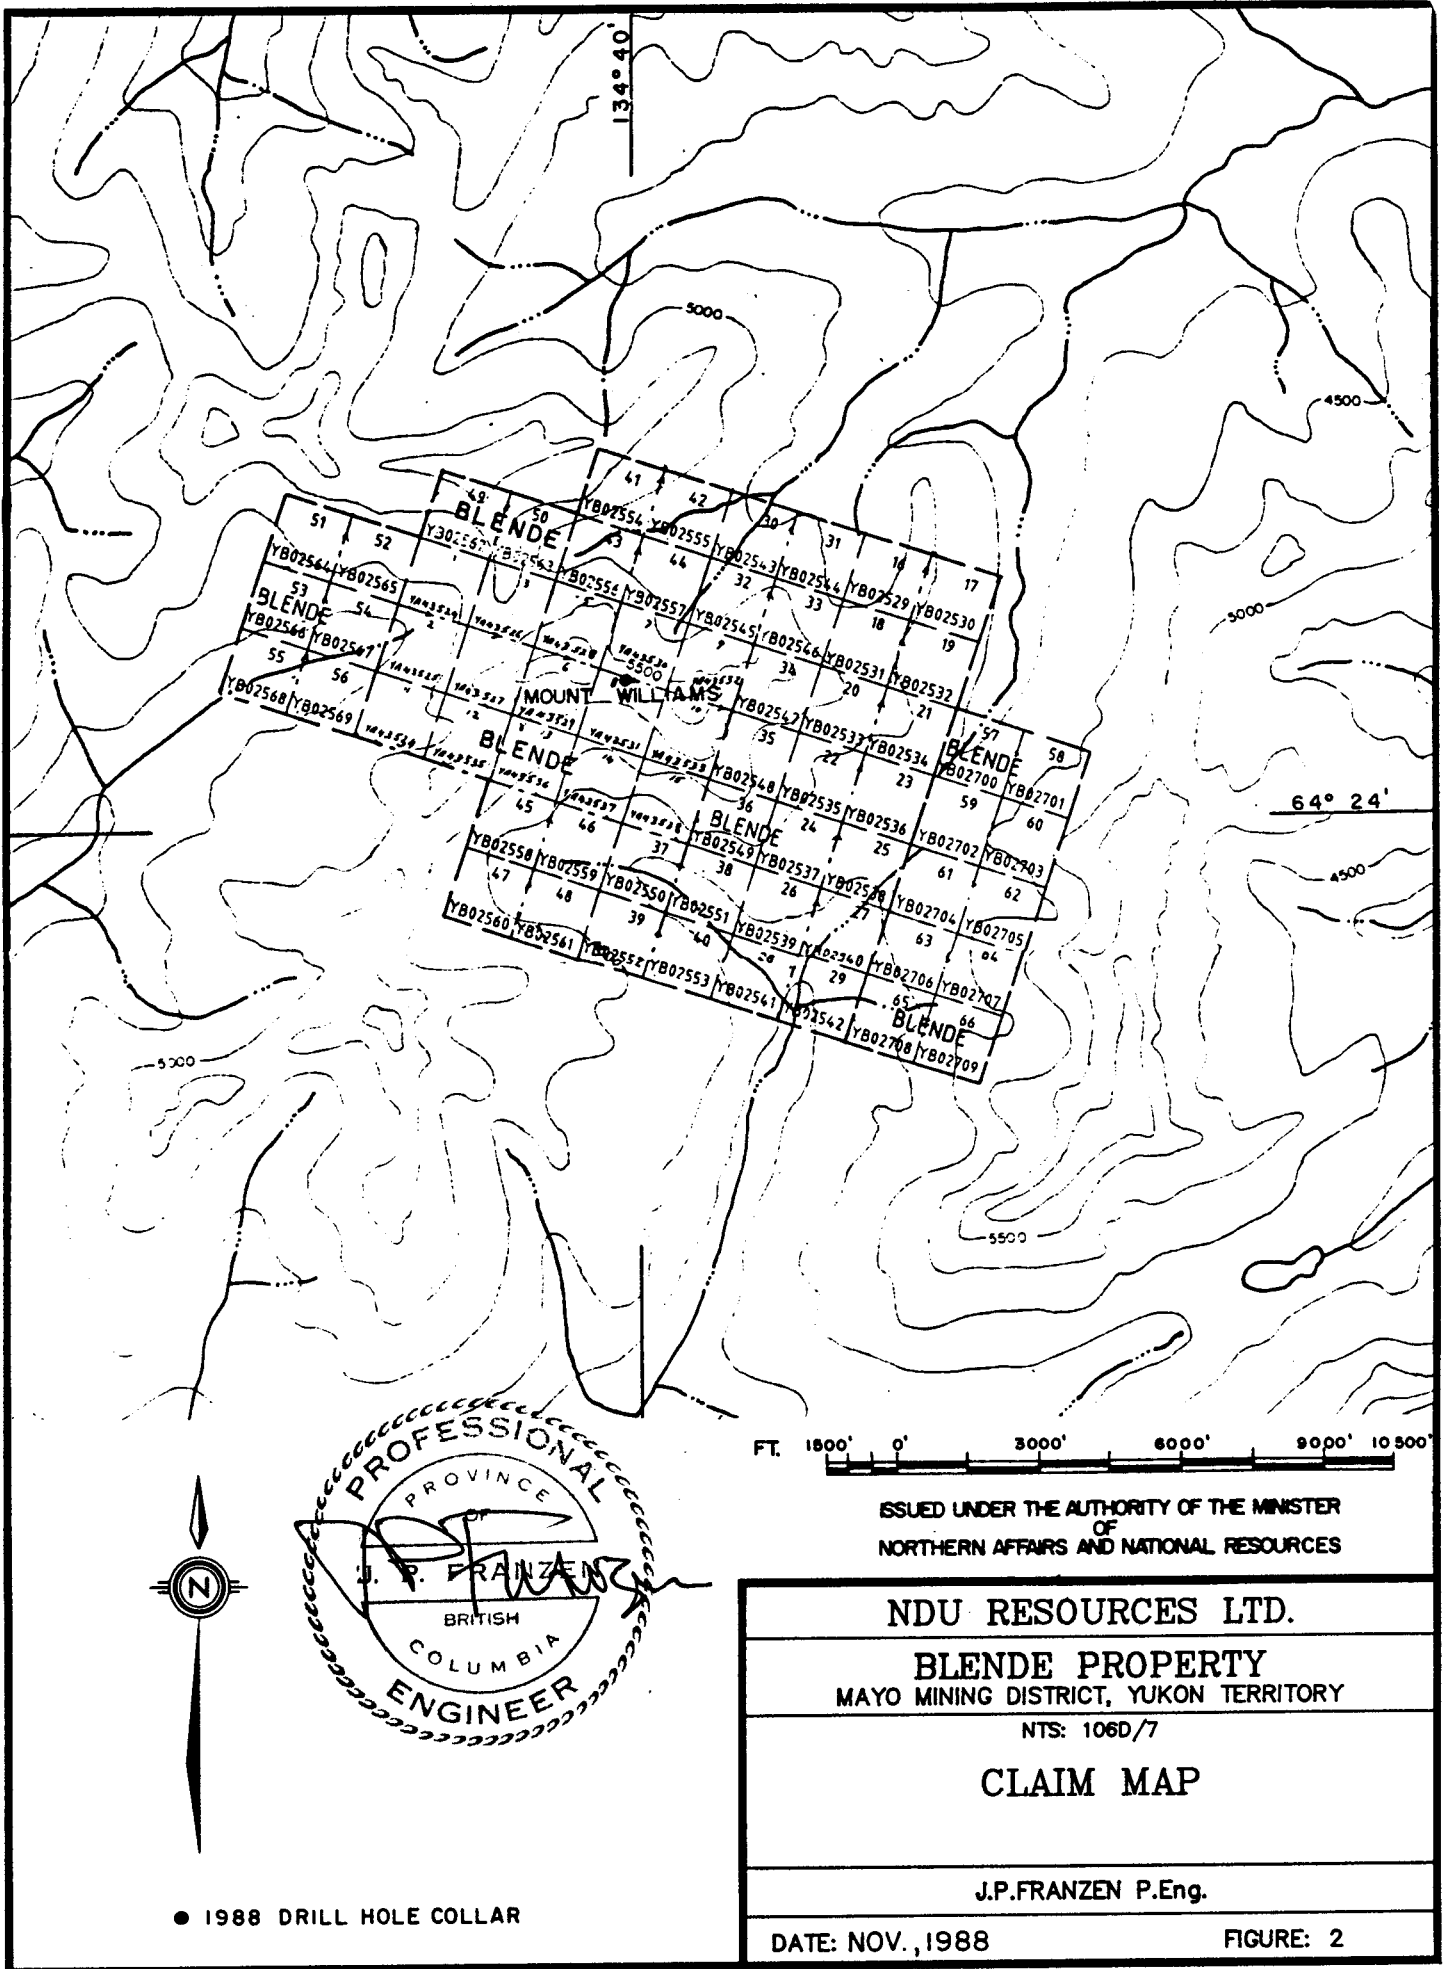 134° 40'
5000
4500
41
42
30
31
16
17
49
50
BLENDE
51
52
YB02554
YB02555
YB02543
YB02544
YB02529
YB02530
43
44
32
33
18
19
YB02564
YB02565
YB02556
YB02557
YB02545
YB02546
YB02531
YB02532
53
54
BLENDE
34
20
21
57
58
5000
YB02566
YB02567
5500
MOUNT WILLIAMS
YB02547
YB02533
YB02534
BLENDE
YB02700
YB02701
55
56
35
22
23
59
60
YB02568
YB02569
BLENDE
YB02548
YB02535
YB02536
YB02702
YB02703
64° 24'
45
46
36
BLENDE
24
25
61
62
YB02558
YB02559
37
YB02549
YB02537
YB02538
YB02704
YB02705
4500
47
48
38
26
27
63
64
YB02560
YB02561
YB02550
YB02551
YB02539
YB02540
YB02706
YB02707
39
40
28
29
65
66
YB02552
YB02553
YB02541
YB02542
BLENDE
YB02708
YB02709
5000
5500
FT. 1500' 0' 3000' 6000' 9000' 10500'
ISSUED UNDER THE AUTHORITY OF THE MINISTER
OF
NORTHERN AFFAIRS AND NATIONAL RESOURCES
PROFESSIONAL
PROVINCE
OF
J. P. FRANZEN
BRITISH
COLUMBIA
ENGINEER
N
NDU RESOURCES LTD.
BLENDE PROPERTY
MAYO MINING DISTRICT, YUKON TERRITORY
NTS: 106D/7
CLAIM MAP
J.P.FRANZEN P.Eng.
DATE: NOV.,1988
FIGURE: 2
● 1988 DRILL HOLE COLLAR